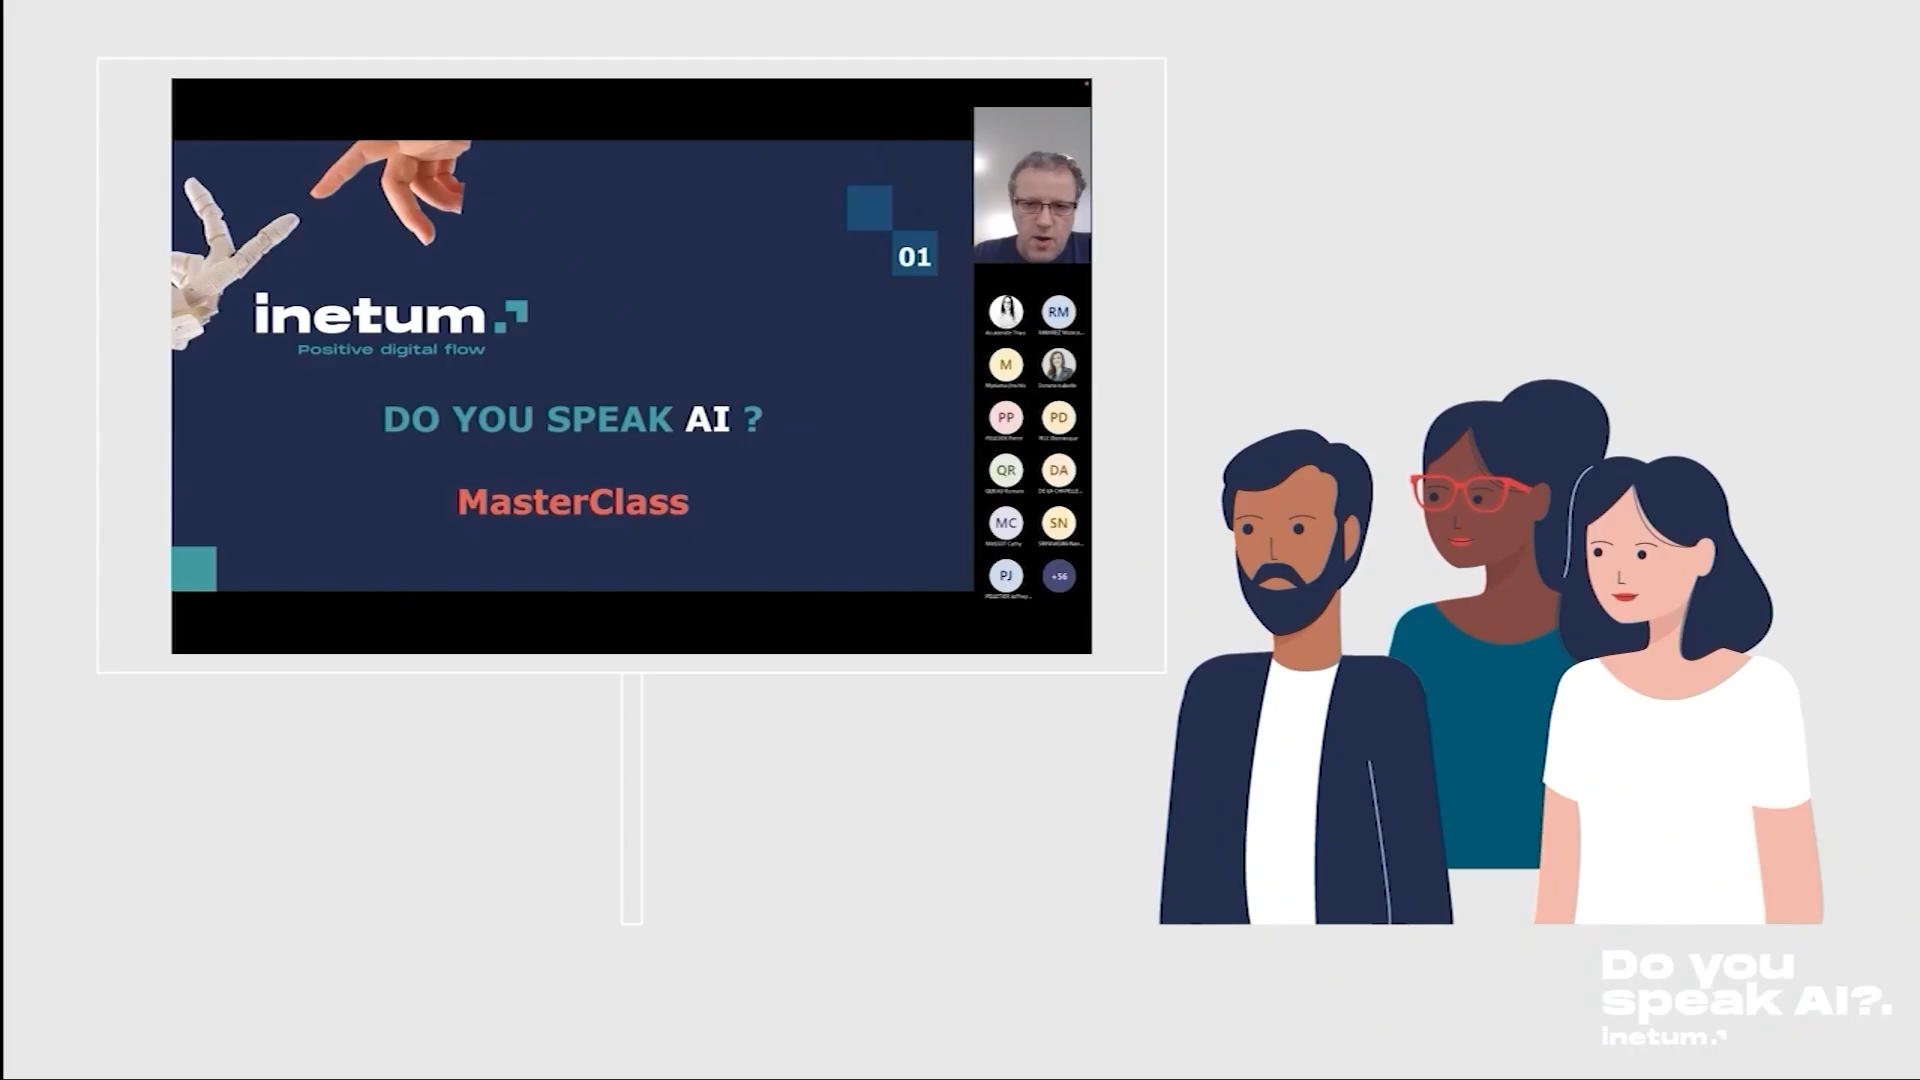 01
inetum
Positive digital flow
DO YOU SPEAK AI ?
MasterClass
RM
M
PP
PD
QR
DA
MC
SN
PJ
+56
Do you
speak AI?.
inetum.